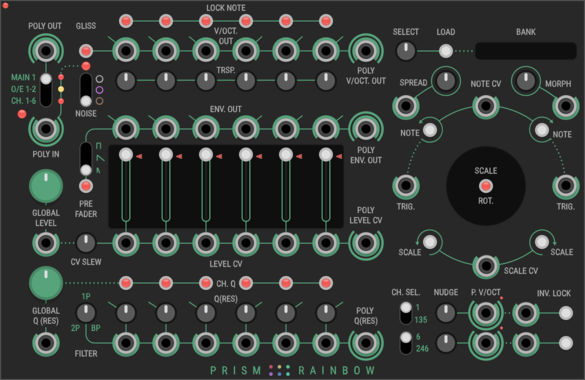 LOCK NOTE
POLY OUT
GLISS
V/OCT.
OUT
TRSP.
POLY
V/OCT. OUT
MAIN 1
O/E 1-2
CH. 1-6
NOISE
POLY IN
ENV. OUT
POLY
ENV. OUT
PRE
FADER
GLOBAL
LEVEL
CV SLEW
LEVEL CV
POLY
LEVEL CV
GLOBAL
Q (RES)
CH. Q
Q(RES)
POLY
Q(RES)
1P
2P
BP
FILTER
SELECT
LOAD
BANK
SPREAD
NOTE CV
MORPH
NOTE
NOTE
SCALE
ROT.
TRIG.
TRIG.
SCALE
SCALE
SCALE CV
CH. SEL.
NUDGE
P. V/OCT
INV. LOCK
1
135
6
246
PRISM RAINBOW